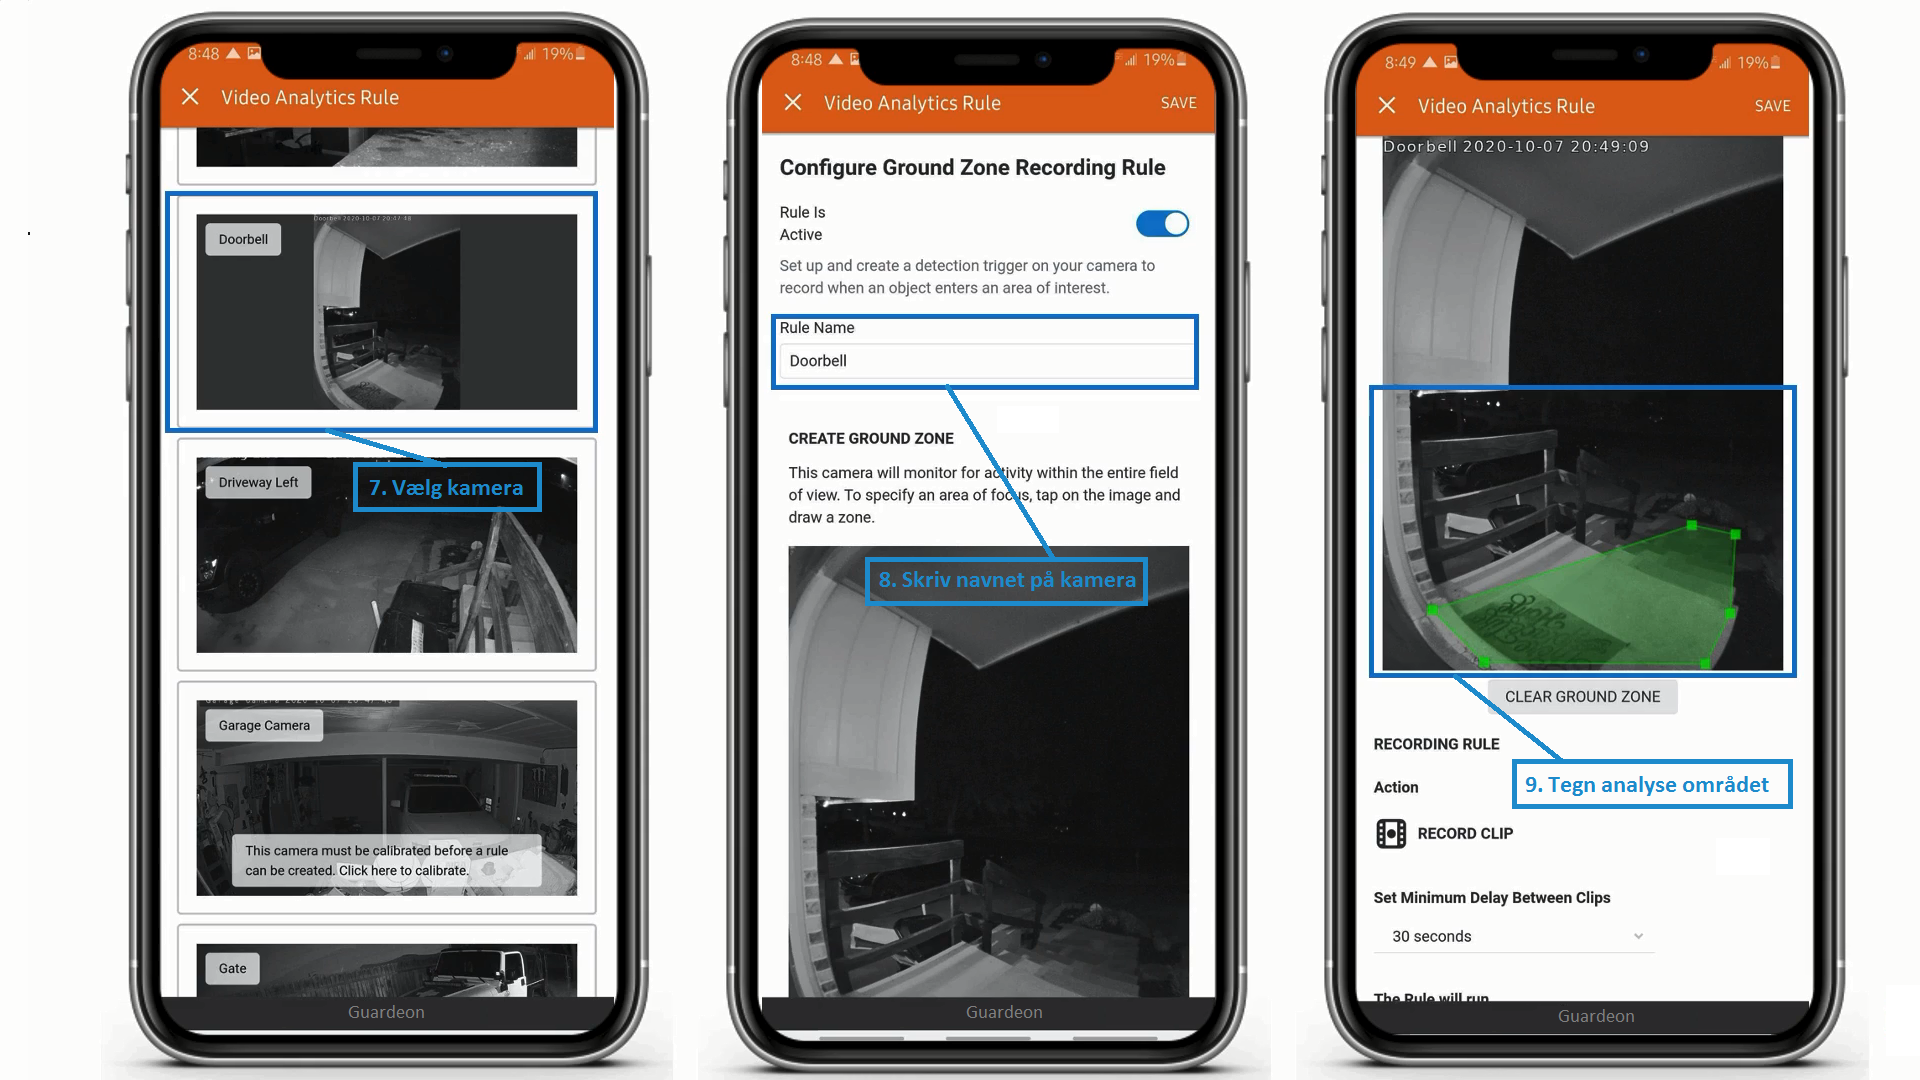 8:48
19%
Video Analytics Rule
Doorbell 2020-10-07 20:47:48
Doorbell
7. Vælg kamera
Driveway Left
Garage Camera
This camera must be calibrated before a rule
can be created. Click here to calibrate.
Gate
Guardeon
8:48
19%
Video Analytics Rule
SAVE
Configure Ground Zone Recording Rule
Rule Is
Active
Set up and create a detection trigger on your camera to
record when an object enters an area of interest.
Rule Name
Doorbell
CREATE GROUND ZONE
This camera will monitor for activity within the entire field
of view. To specify an area of focus, tap on the image and
draw a zone.
8. Skriv navnet på kamera
Guardeon
8:49
19%
Video Analytics Rule
SAVE
Doorbell 2020-10-07 20:49:09
CLEAR GROUND ZONE
RECORDING RULE
9. Tegn analyse området
Action
RECORD CLIP
Set Minimum Delay Between Clips
30 seconds
The Rule will run
Guardeon